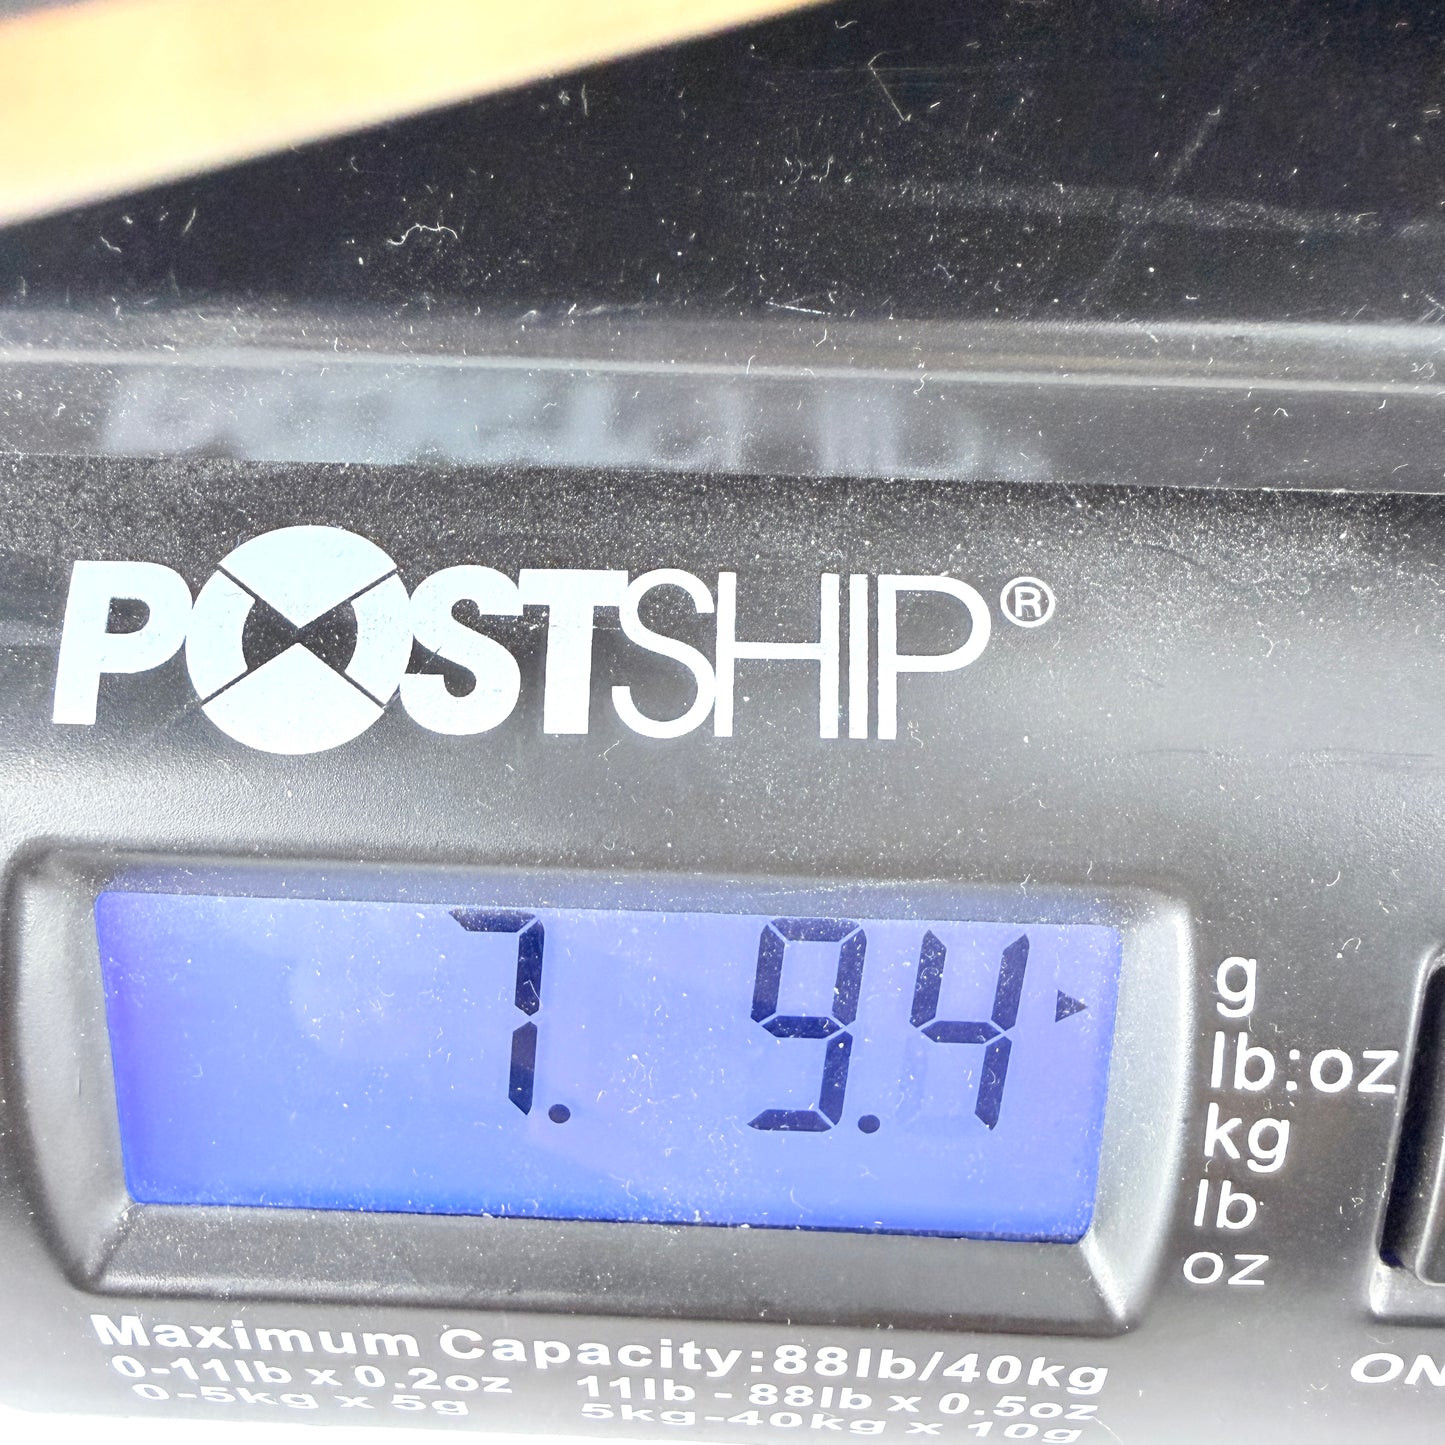 POSTSHIP®
7. 9.4
g
lb:oz
kg
lb
oz
Maximum Capacity:88lb/40kg
0-11lb x 0.2oz 11lb - 88lb x 0.5oz
0-5kg x 5g 5kg-40kg x 10g
ON